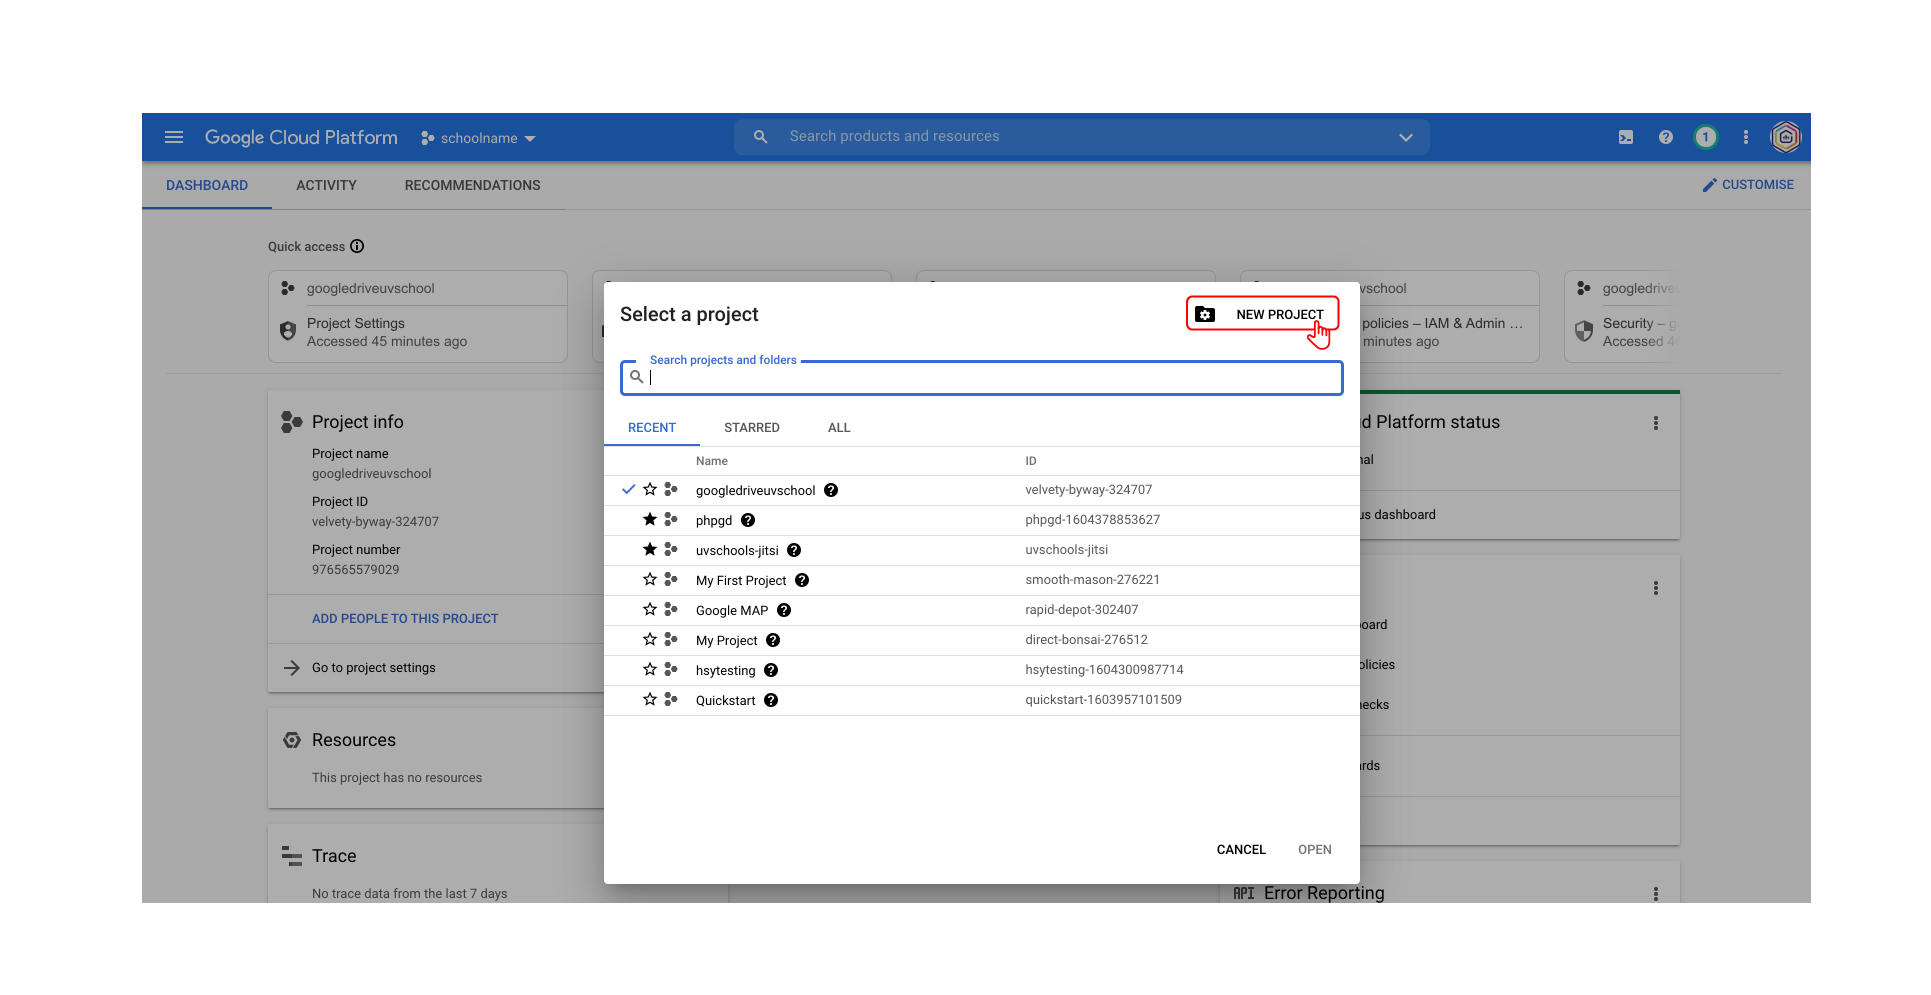 Google Cloud Platform
schoolname
Search products and resources
1
DASHBOARD
ACTIVITY
RECOMMENDATIONS
CUSTOMISE
Quick access
googledriveuvschool
Project Settings
Accessed 45 minutes ago
vschool
policies – IAM & Admin ...
minutes ago
googledrive
Security –
Accessed
Select a project
NEW PROJECT
Search projects and folders
RECENT
STARRED
ALL
Name ID
googledriveuvschool velvety-byway-324707
phpgd phpgd-1604378853627
uvschools-jitsi uvschools-jitsi
My First Project smooth-mason-276221
Google MAP rapid-depot-302407
My Project direct-bonsai-276512
hsytesting hsytesting-1604300987714
Quickstart quickstart-1603957101509
CANCEL
OPEN
Project info
Project name
googledriveuvschool
Project ID
velvety-byway-324707
Project number
976565579029
ADD PEOPLE TO THIS PROJECT
Go to project settings
Resources
This project has no resources
Trace
No trace data from the last 7 days
d Platform status
nal
us dashboard
oard
olicies
hecks
rds
API Error Reporting